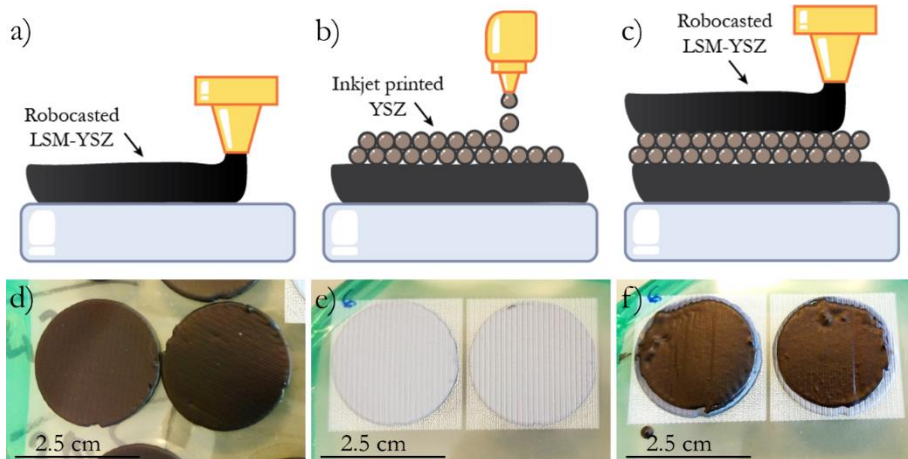 a)
Robocasted
LSM-YSZ
b)
Inkjet printed
YSZ
c)
Robocasted
LSM-YSZ
d)
2.5 cm
e)
2.5 cm
f)
2.5 cm